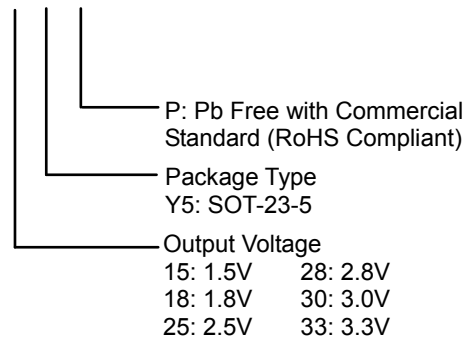 P: Pb Free with Commercial
Standard (RoHS Compliant)
Package Type
Y5: SOT-23-5
Output Voltage
15: 1.5V 28: 2.8V
18: 1.8V 30: 3.0V
25: 2.5V 33: 3.3V